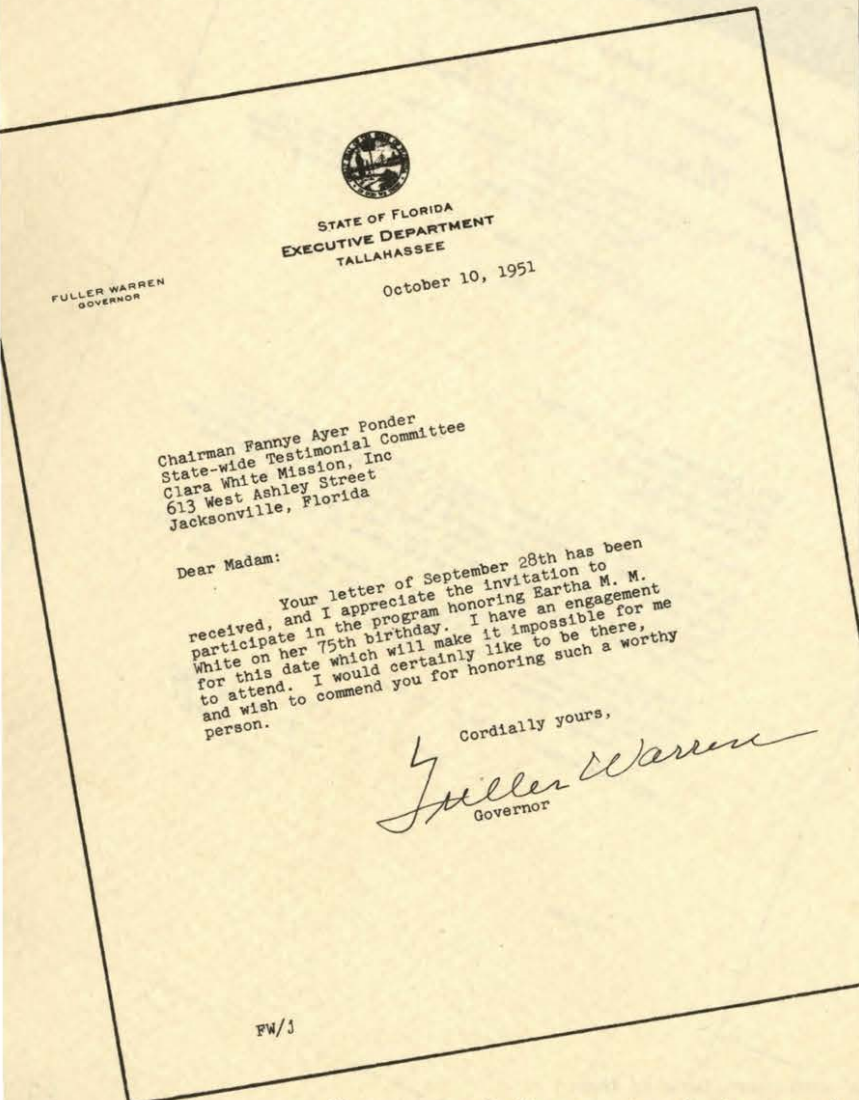 STATE OF FLORIDA
EXECUTIVE DEPARTMENT
TALLAHASSEE
FULLER WARREN
GOVERNOR
October 10, 1951
Chairman Fannye Ayer Ponder
State-wide Testimonial Committee
Clara White Mission, Inc
613 West Ashley Street
Jacksonville, Florida
Dear Madam:
Your letter of September 28th has been
received, and I appreciate the invitation to
participate in the program honoring Eartha M. M.
White on her 75th birthday. I have an engagement
for this date which will make it impossible for me
to attend. I would certainly like to be there,
and wish to commend you for honoring such a worthy
person.
Cordially yours,
Fuller Warren
Governor
FW/j